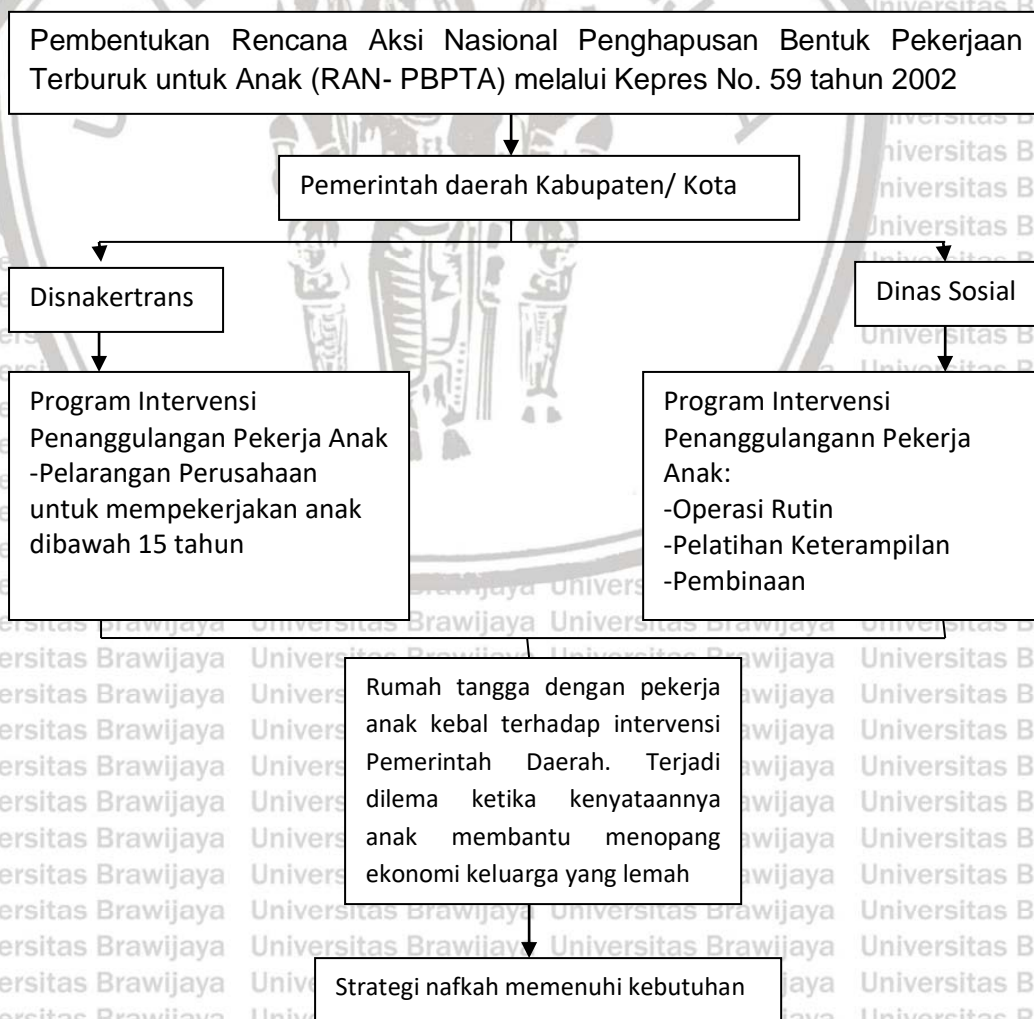 Pembentukan Rencana Aksi Nasional Penghapusan Bentuk Pekerjaan
Terburuk untuk Anak (RAN- PBPTA) melalui Kepres No. 59 tahun 2002
Pemerintah daerah Kabupaten/ Kota
Disnakertrans
Dinas Sosial
Program Intervensi
Penanggulangan Pekerja Anak
-Pelarangan Perusahaan
untuk mempekerjakan anak
dibawah 15 tahun
Program Intervensi
Penanggulangann Pekerja
Anak:
-Operasi Rutin
-Pelatihan Keterampilan
-Pembinaan
Rumah tangga dengan pekerja
anak kebal terhadap intervensi
Pemerintah Daerah. Terjadi
dilema ketika kenyataannya
anak membantu menopang
ekonomi keluarga yang lemah
Strategi nafkah memenuhi kebutuhan